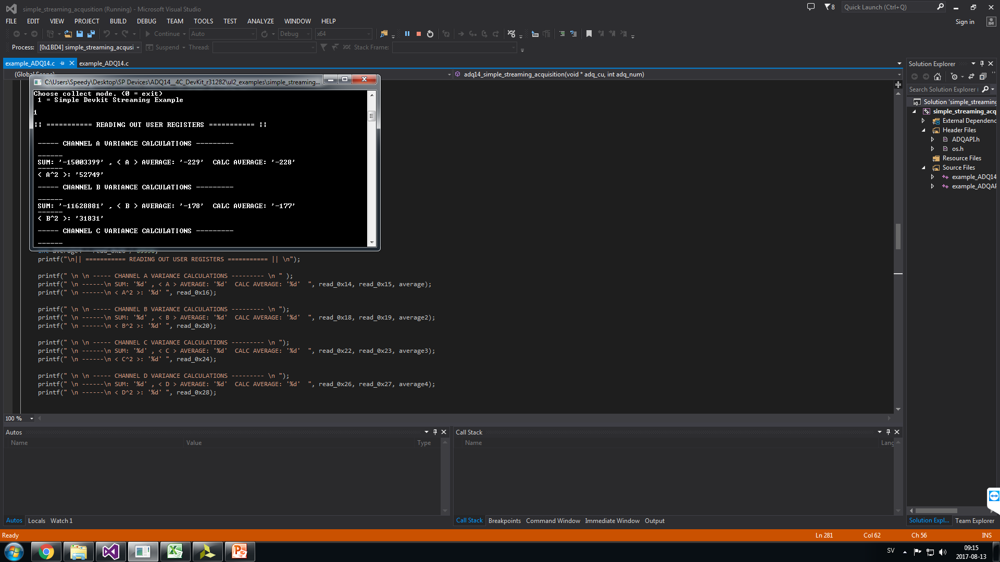 simple_streaming_acqusition (Running) - Microsoft Visual Studio
8
Quick Launch (Ctrl+Q)
FILE EDIT VIEW PROJECT BUILD DEBUG TEAM TOOLS TEST ANALYZE WINDOW HELP
Sign in
Continue Auto Debug x64
Process: [0x1BD4] simple_streaming_acqusi Suspend Thread: Stack Frame:
example_ADQ14.c example_ADQ14.c
adq14_simple_streaming_acquisition(void * adq_cu, int adq_num)
C:\Users\Speedy\Desktop\SP Devices\ADQ14__4C_DevKit_r31282\ul2_examples\simple_streaming...
Choose collect mode. (0 = exit)
1 = Simple Devkit Streaming Example
1
|| =========== READING OUT USER REGISTERS =========== ||
----- CHANNEL A VARIANCE CALCULATIONS ---------
------
SUM: '-15003399' , < A > AVERAGE: '-229'  CALC AVERAGE: '-228'
------
< A^2 >: '52749'
----- CHANNEL B VARIANCE CALCULATIONS ---------
------
SUM: '-11628881' , < B > AVERAGE: '-178'  CALC AVERAGE: '-177'
------
< B^2 >: '31831'
----- CHANNEL C VARIANCE CALCULATIONS ---------
------
printf("\n|| =========== READING OUT USER REGISTERS =========== || \n");
printf(" \n \n ----- CHANNEL A VARIANCE CALCULATIONS --------- \n " );
printf(" \n ------\n SUM: '%d' , < A > AVERAGE: '%d'  CALC AVERAGE: '%d'  ", read_0x14, read_0x15, average);
printf(" \n ------\n < A^2 >: '%d' ", read_0x16);
printf(" \n \n ----- CHANNEL B VARIANCE CALCULATIONS --------- \n ");
printf(" \n ------\n SUM: '%d' , < B > AVERAGE: '%d'  CALC AVERAGE: '%d'  ", read_0x18, read_0x19, average2);
printf(" \n ------\n < B^2 >: '%d' ", read_0x20);
printf(" \n \n ----- CHANNEL C VARIANCE CALCULATIONS --------- \n ");
printf(" \n ------\n SUM: '%d' , < C > AVERAGE: '%d'  CALC AVERAGE: '%d'  ", read_0x22, read_0x23, average3);
printf(" \n ------\n < C^2 >: '%d' ", read_0x24);
printf(" \n \n ----- CHANNEL D VARIANCE CALCULATIONS --------- \n ");
printf(" \n ------\n SUM: '%d' , < D > AVERAGE: '%d'  CALC AVERAGE: '%d'  ", read_0x26, read_0x27, average4);
printf(" \n ------\n < D^2 >: '%d' ", read_0x28);
100 %
Solution Explorer
Search Solution Explorer (
Solution 'simple_streaming
simple_streaming_acq
External Dependenc
Header Files
ADQAPI.h
os.h
Resource Files
Source Files
example_ADQ14
example_ADQAP
Autos
Name Value Type
Call Stack
Name Lang
Autos Locals Watch 1
Call Stack Breakpoints Command Window Immediate Window Output
Solution Expl... Team Explorer
Ready Ln 281 Col 62 Ch 56 INS
SV
09:15
2017-08-13